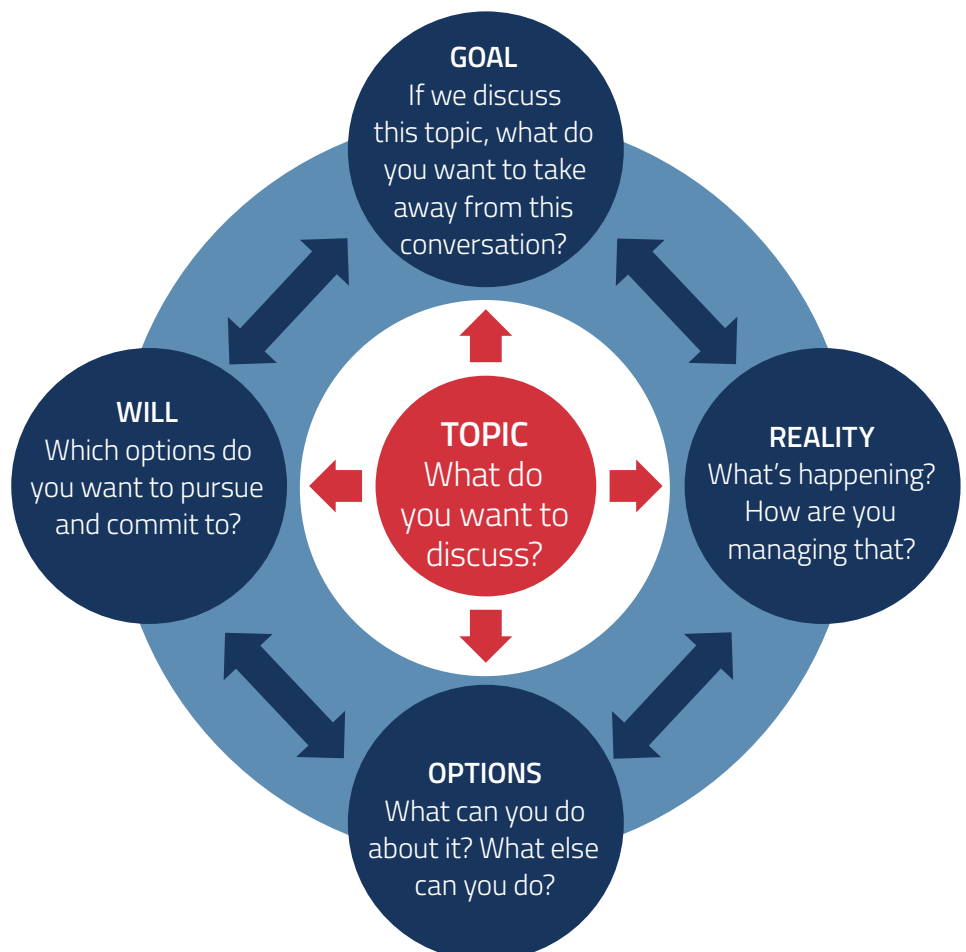 GOAL
If we discuss
this topic, what do
you want to take
away from this
conversation?
WILL
Which options do
you want to pursue
and commit to?
TOPIC
What do
you want to
discuss?
REALITY
What’s happening?
How are you
managing that?
OPTIONS
What can you do
about it? What else
can you do?